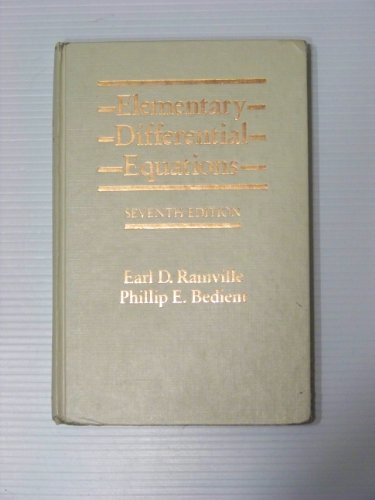 Elementary
Differential
Equations
SEVENTH EDITION
Earl D. Rainville
Phillip E. Bedient